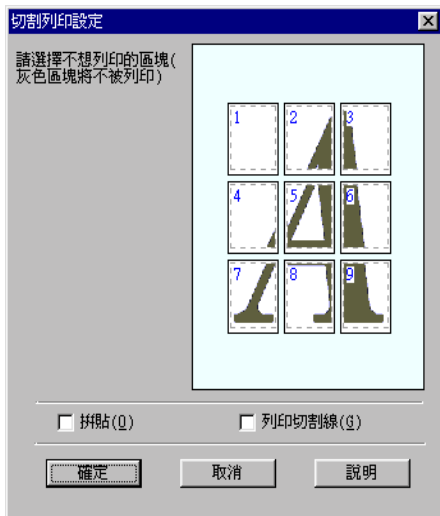 切割列印設定
請選擇不想列印的區塊(
灰色區塊將不被列印)
1 2 3
4 5 6
7 8 9
拼貼(O) 列印切割線(G)
確定 取消 說明